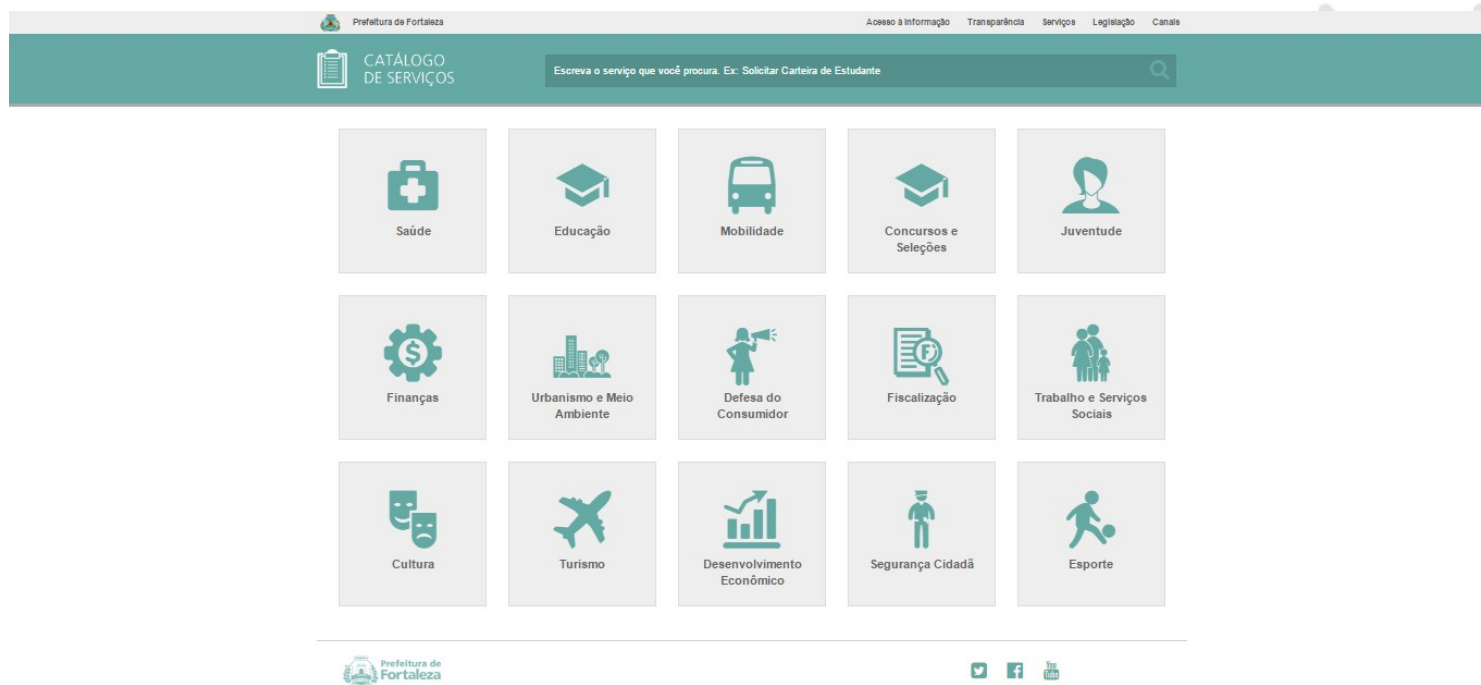 Prefeitura de Fortaleza
Acesso à Informação Transparência Serviços Legislação Canais
CATÁLOGO
DE SERVIÇOS
Escreva o serviço que você procura. Ex: Solicitar Carteira de Estudante
Saúde
Educação
Mobilidade
Concursos e
Seleções
Juventude
$
Finanças
Urbanismo e Meio
Ambiente
Defesa do
Consumidor
F
Fiscalização
Trabalho e Serviços
Sociais
Cultura
Turismo
Desenvolvimento
Econômico
Segurança Cidadã
Esporte
Prefeitura de
Fortaleza
You
Tube